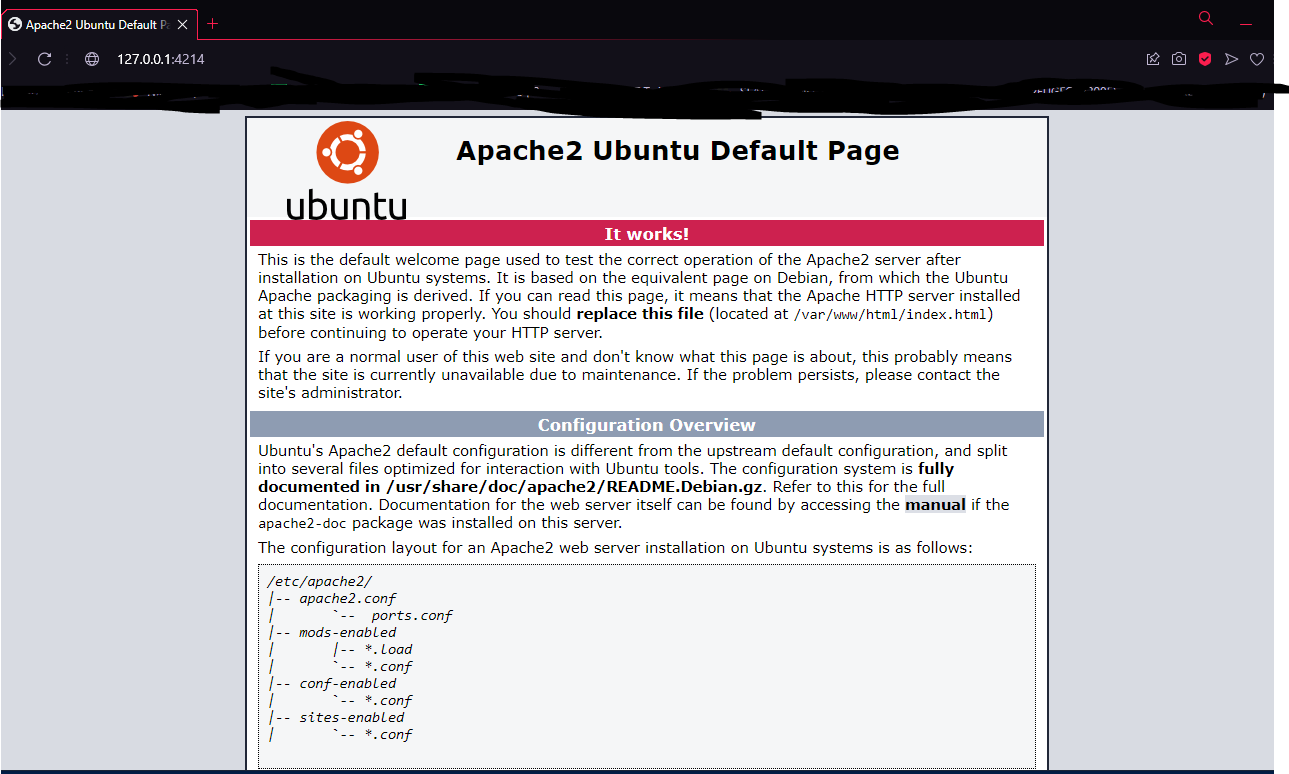 Apache2 Ubuntu Default Pa
127.0.0.1:4214
ubuntu
Apache2 Ubuntu Default Page
It works!
This is the default welcome page used to test the correct operation of the Apache2 server after
installation on Ubuntu systems. It is based on the equivalent page on Debian, from which the Ubuntu
Apache packaging is derived. If you can read this page, it means that the Apache HTTP server installed
at this site is working properly. You should replace this file (located at /var/www/html/index.html)
before continuing to operate your HTTP server.
If you are a normal user of this web site and don't know what this page is about, this probably means
that the site is currently unavailable due to maintenance. If the problem persists, please contact the
site's administrator.
Configuration Overview
Ubuntu's Apache2 default configuration is different from the upstream default configuration, and split
into several files optimized for interaction with Ubuntu tools. The configuration system is fully
documented in /usr/share/doc/apache2/README.Debian.gz. Refer to this for the full
documentation. Documentation for the web server itself can be found by accessing the manual if the
apache2-doc package was installed on this server.
The configuration layout for an Apache2 web server installation on Ubuntu systems is as follows:
/etc/apache2/
|-- apache2.conf
|       `--  ports.conf
|-- mods-enabled
|       |-- *.load
|       `-- *.conf
|-- conf-enabled
|       `-- *.conf
|-- sites-enabled
|       `-- *.conf